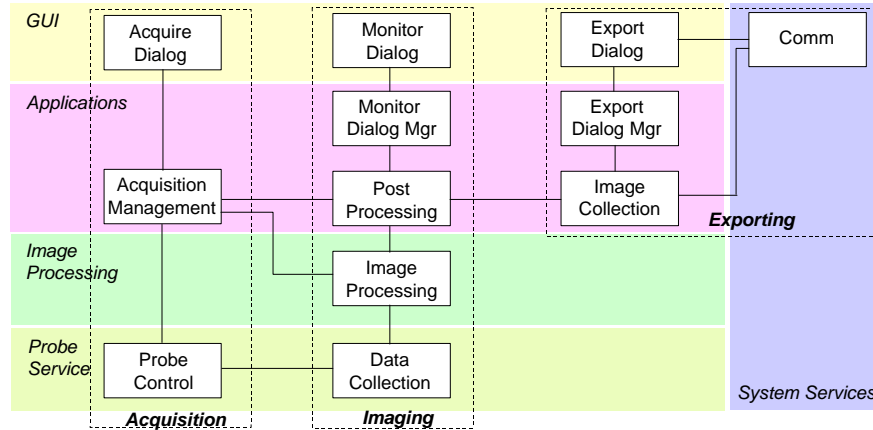 GUI
Acquire
Dialog
Monitor
Dialog
Export
Dialog
Comm
Applications
Monitor
Dialog Mgr
Export
Dialog Mgr
Acquisition
Management
Post
Processing
Image
Collection
Exporting
Image
Processing
Image
Processing
Probe
Service
Probe
Control
Data
Collection
System Services
Acquisition
Imaging